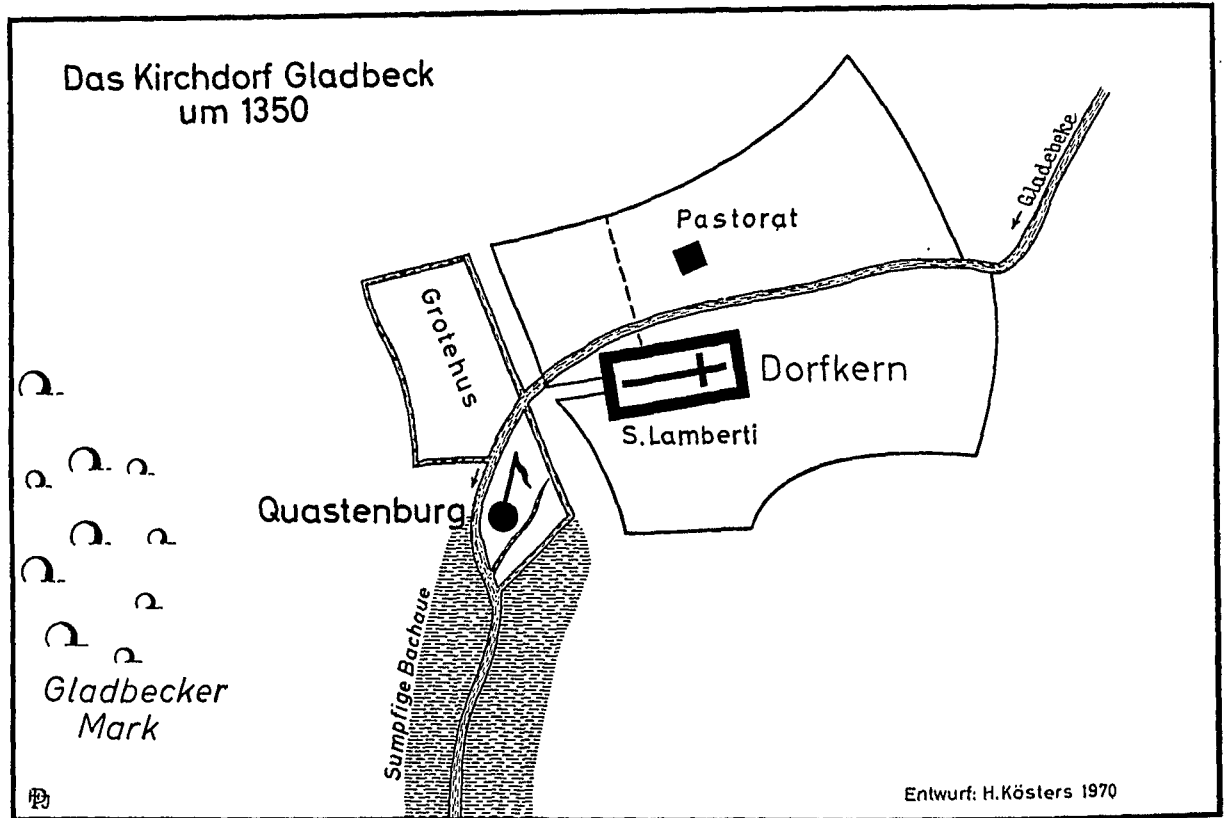 Das Kirchdorf Gladbeck
um 1350
← Gladebeke
Pastorat
Grotehus
Dorfkern
S. Lamberti
Quastenburg
Sumpfige Bachaue
Gladbecker
Mark
Entwurf: H. Kösters 1970